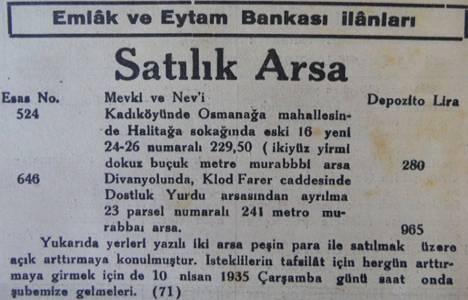 Emlâk ve Eytam Bankası ilânları
Satılık Arsa
Esas No. Mevki ve Nev'i Depozito Lira
524 Kadıköyünde Osmanağa mahallesin-
de Halitağa sokağında eski 16 yeni
24-26 numaralı 229,50 ( ikiyüz yirmi
dokuz buçuk metre murabbbi arsa 280
646 Divanyolunda, Klod Farer caddesinde
Dostluk Yurdu arsasından ayrılma
23 parsel numaralı 241 metro mu-
rabbaı arsa. 965
Yukarıda yerleri yazılı iki arsa peşin para ile satılmak üzere
açık arttırmaya konulmuştur. İsteklilerin tafsilât için hergün arttır-
maya girmek için de 10 nisan 1935 Çarşamba günü saat onda
şubemize gelmeleri. (71)